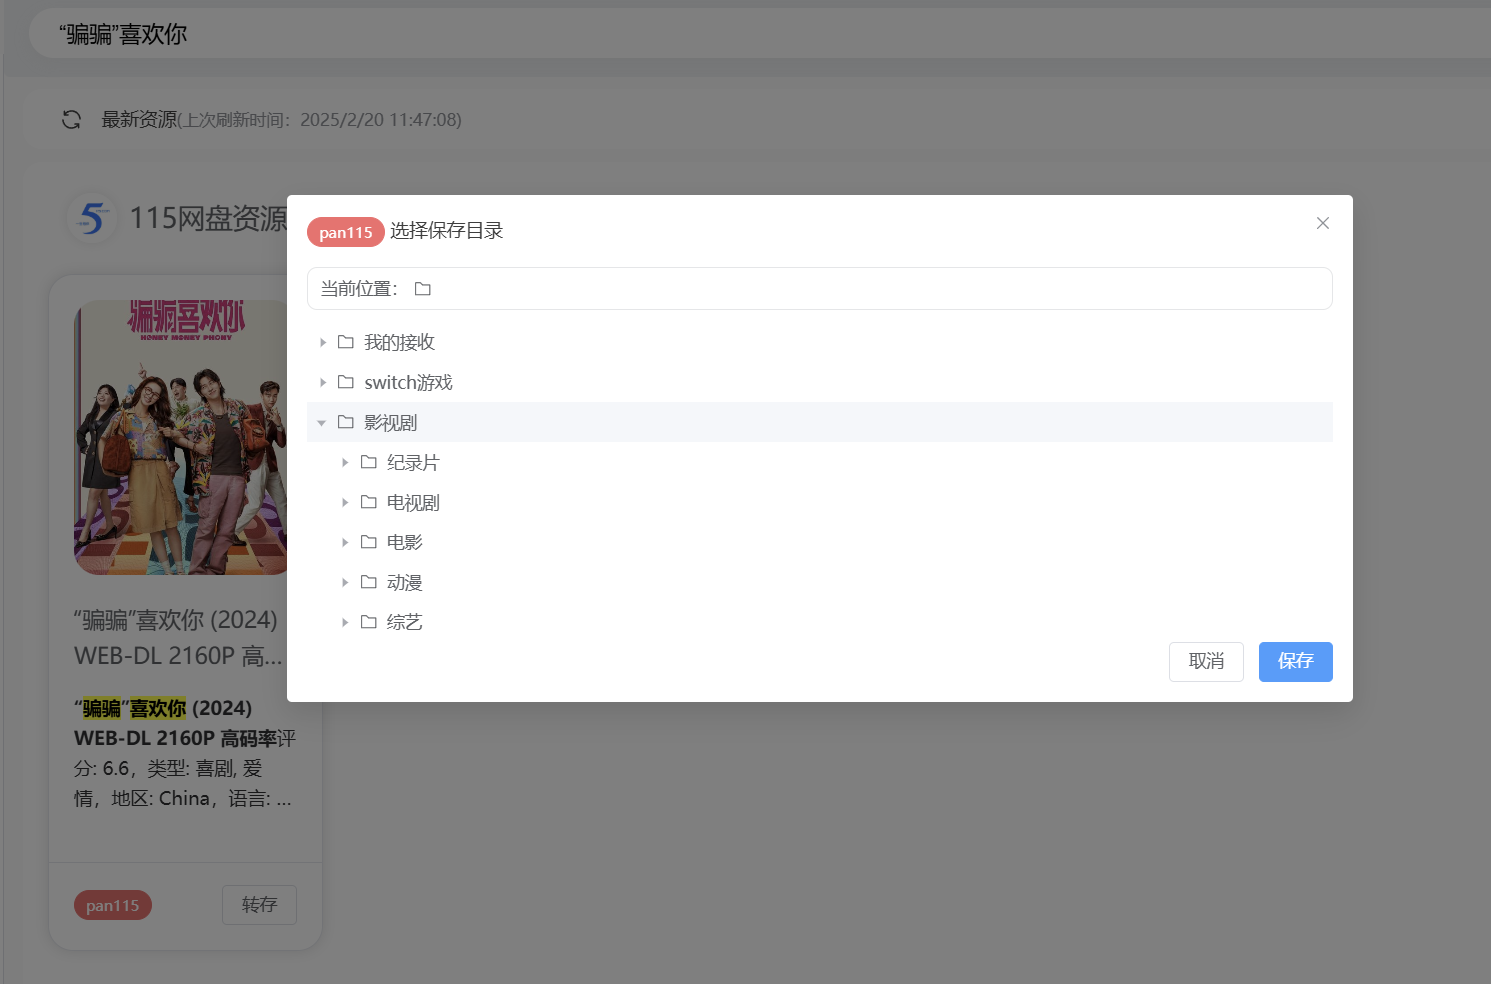 “骗骗”喜欢你
最新资源(上次刷新时间：2025/2/20 11:47:08)
115网盘资源
pan115 选择保存目录
当前位置：
我的接收
switch游戏
影视剧
纪录片
电视剧
电影
动漫
综艺
取消 保存
骗骗喜欢你
HONEY MONEY PHONY
“骗骗”喜欢你 (2024)
WEB-DL 2160P 高...
“骗骗”喜欢你 (2024)
WEB-DL 2160P 高码率评
分: 6.6，类型: 喜剧, 爱
情，地区: China，语言: ...
pan115 转存